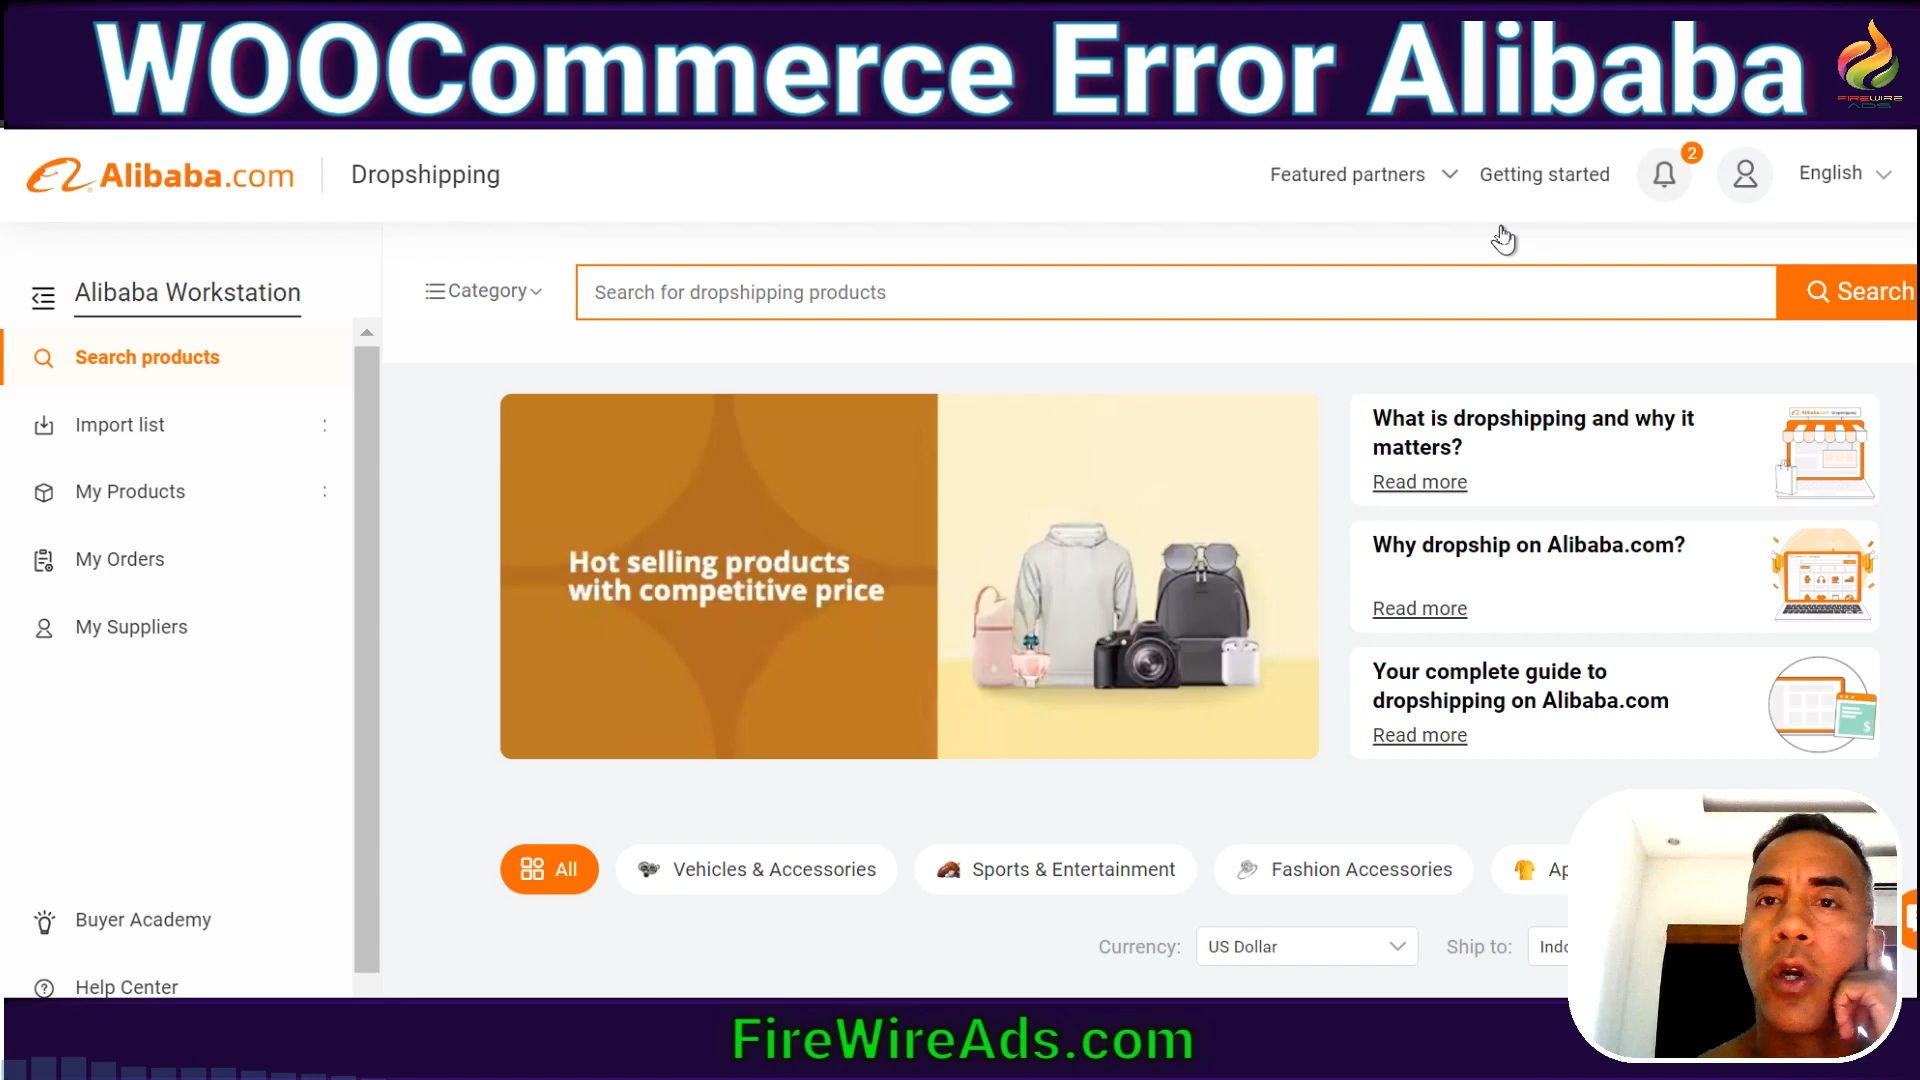 WOOCommerce Error Alibaba
FIREWIRE
ADS
Alibaba.com
Dropshipping
Featured partners
Getting started
2
English
Alibaba Workstation
Category
Search for dropshipping products
Search
Search products
Import list
My Products
My Orders
My Suppliers
Buyer Academy
Help Center
Hot selling products
with competitive price
What is dropshipping and why it
matters?
Read more
Why dropship on Alibaba.com?
Read more
Your complete guide to
dropshipping on Alibaba.com
Read more
All
Vehicles & Accessories
Sports & Entertainment
Fashion Accessories
Ap
Currency:
US Dollar
Ship to:
Indo
FireWireAds.com